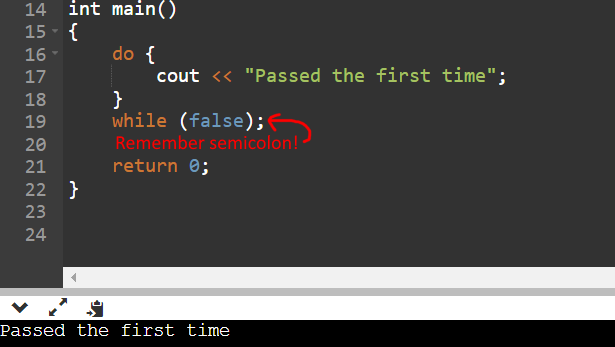 14 int main()
15 {
16 do {
17 cout << "Passed the first time";
18 }
19 while (false);
20 Remember semicolon!
21 return 0;
22 }
23
24
Passed the first time